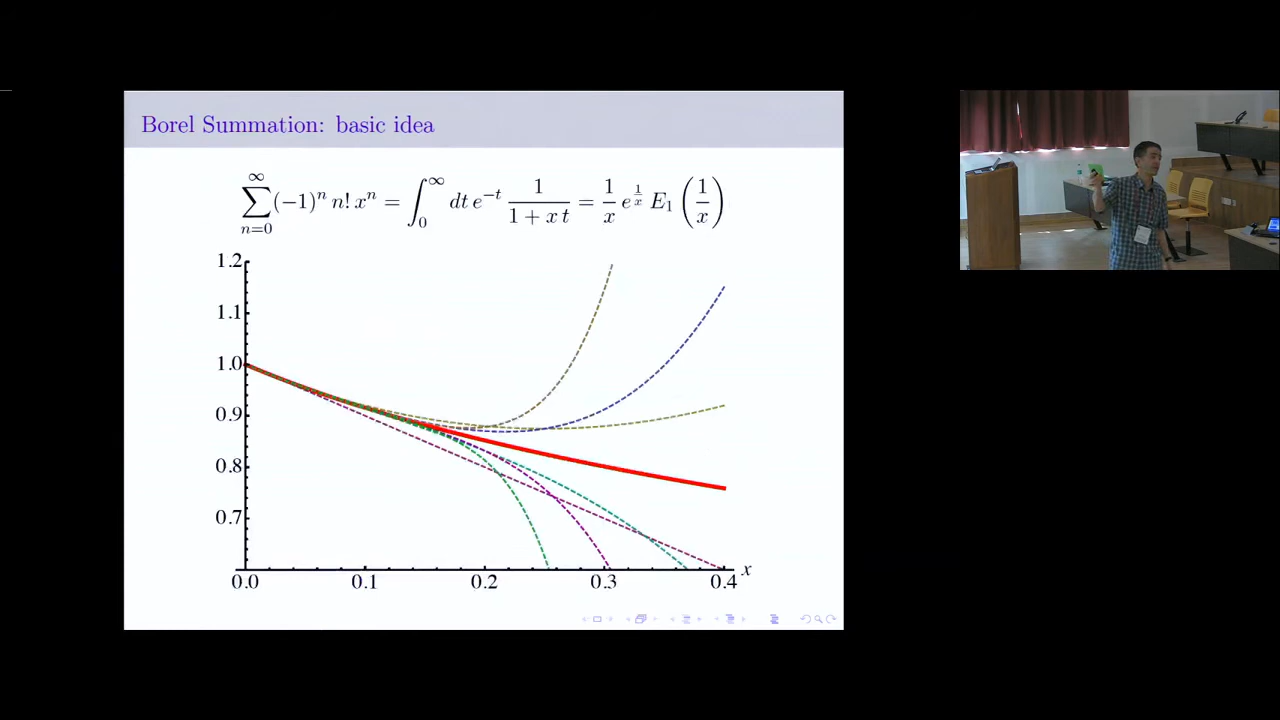 Borel Summation: basic idea
∑_{n=0}^{∞} (-1)^n n! x^n = ∫_0^∞ dt e^{-t} 1/(1 + x t) = 1/x e^{1/x} E_1(1/x)
1.2
1.1
1.0
0.9
0.8
0.7
0.0 0.1 0.2 0.3 0.4 x